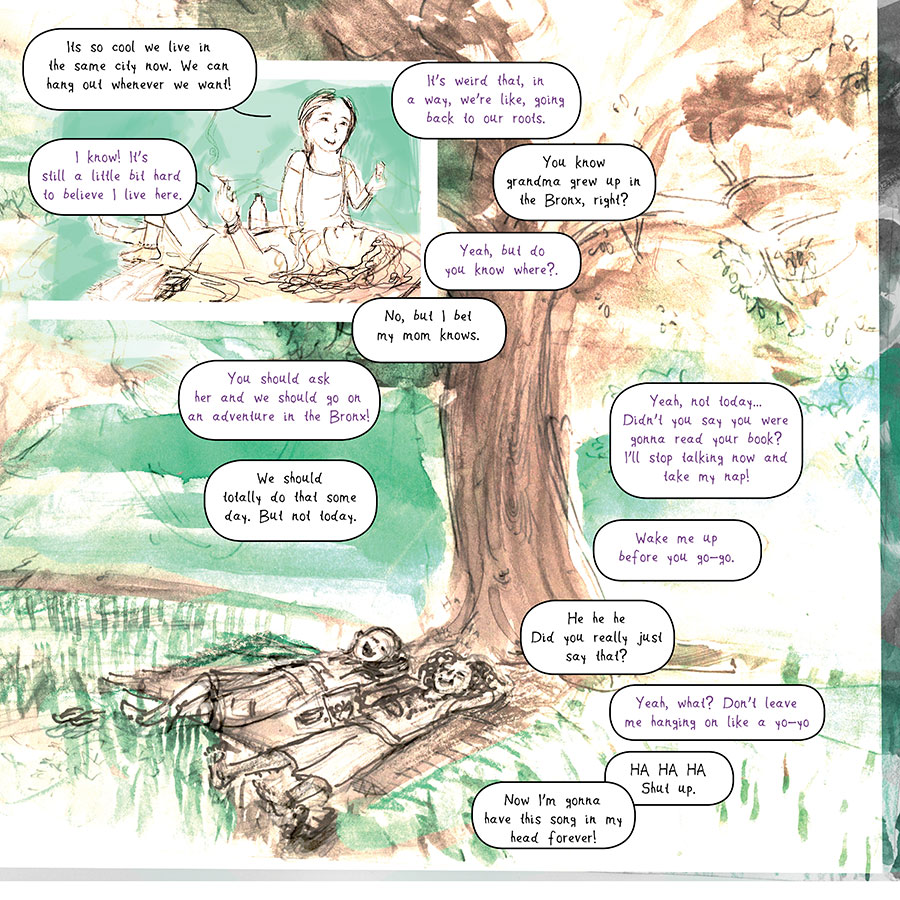 Its so cool we live in
the same city now. We can
hang out whenever we want!
I know! It's
still a little bit hard
to believe I live here.
It's weird that, in
a way, we're like, going
back to our roots.
You know
grandma grew up in
the Bronx, right?
Yeah, but do
you know where?.
No, but I bet
my mom knows.
You should ask
her and we should go on
an adventure in the Bronx!
We should
totally do that some
day. But not today.
Yeah, not today...
Didn't you say you were
gonna read your book?
I'll stop talking now and
take my nap!
Wake me up
before you go-go.
He he he
Did you really just
say that?
Yeah, what? Don't leave
me hanging on like a yo-yo
HA HA HA
Shut up.
Now I'm gonna
have this song in my
head forever!